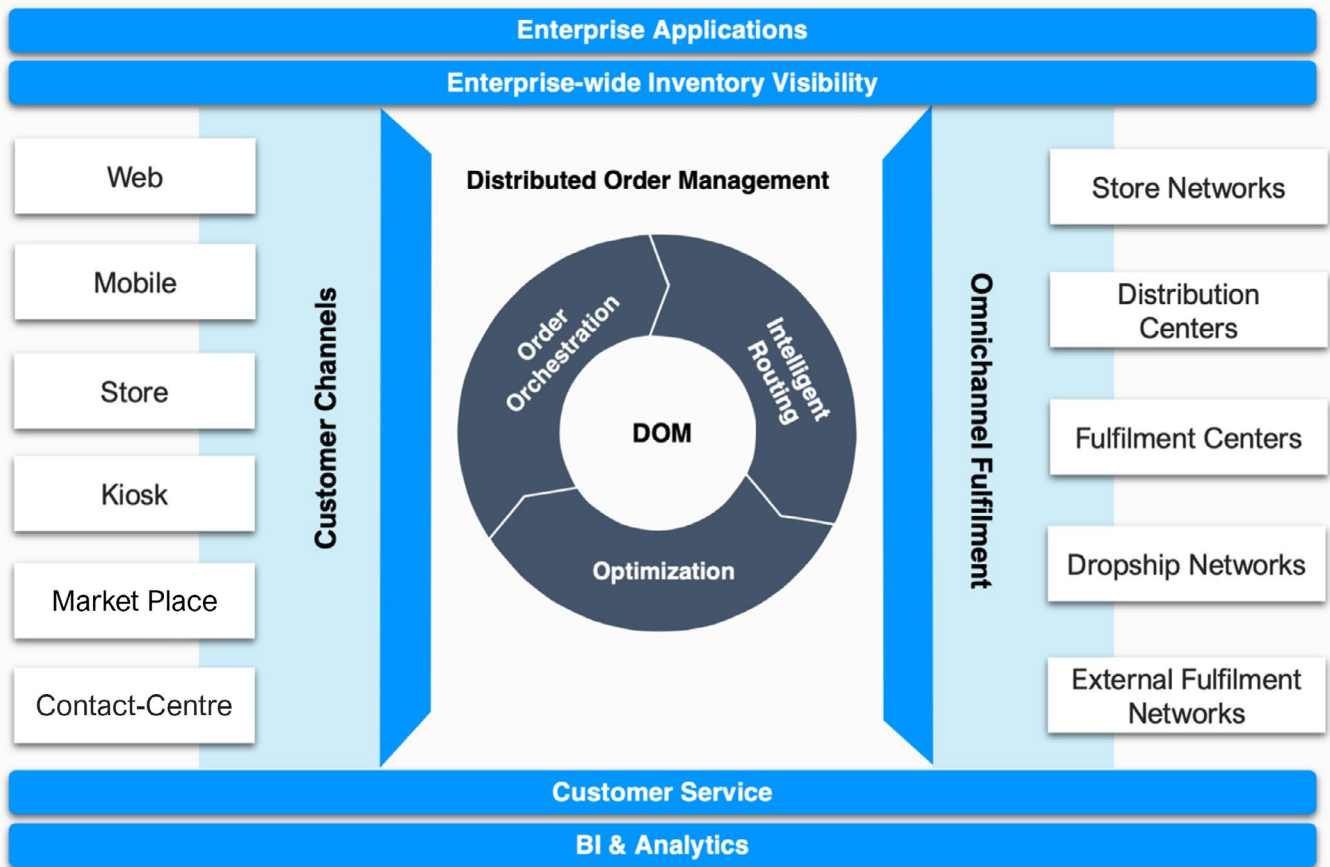 Enterprise Applications
Enterprise-wide Inventory Visibility
Web
Mobile
Store
Kiosk
Market Place
Contact-Centre
Customer Channels
Distributed Order Management
Order
Orchestration
Intelligent
Routing
DOM
Optimization
Omnichannel Fulfilment
Store Networks
Distribution
Centers
Fulfilment Centers
Dropship Networks
External Fulfilment
Networks
Customer Service
BI & Analytics